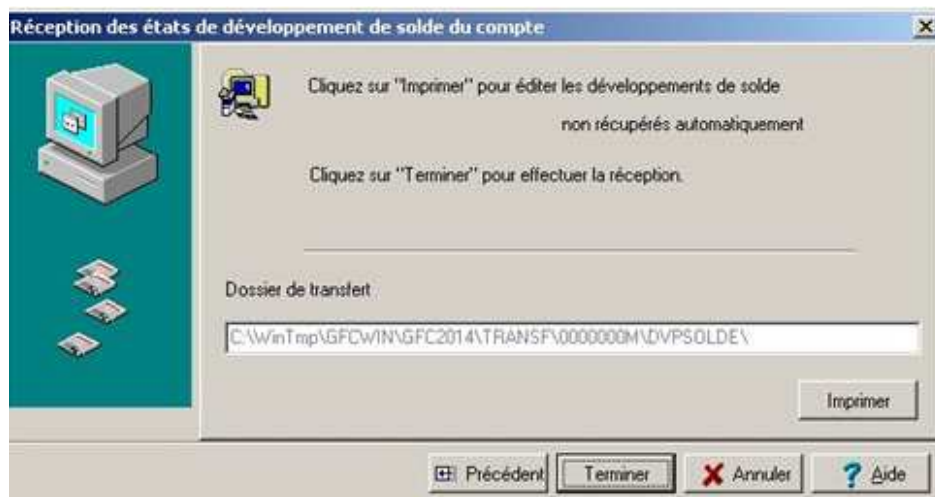 Réception des états de développement de solde du compte
Cliquez sur "Imprimer" pour éditer les développements de solde
non récupérés automatiquement
Cliquez sur "Terminer" pour effectuer la réception.
Dossier de transfert
C:\WinTmp\GFCWIN\GFC2014\TRANSF\0000000M\DVPSOLDE\
Imprimer
Précédent
Terminer
Annuler
Aide